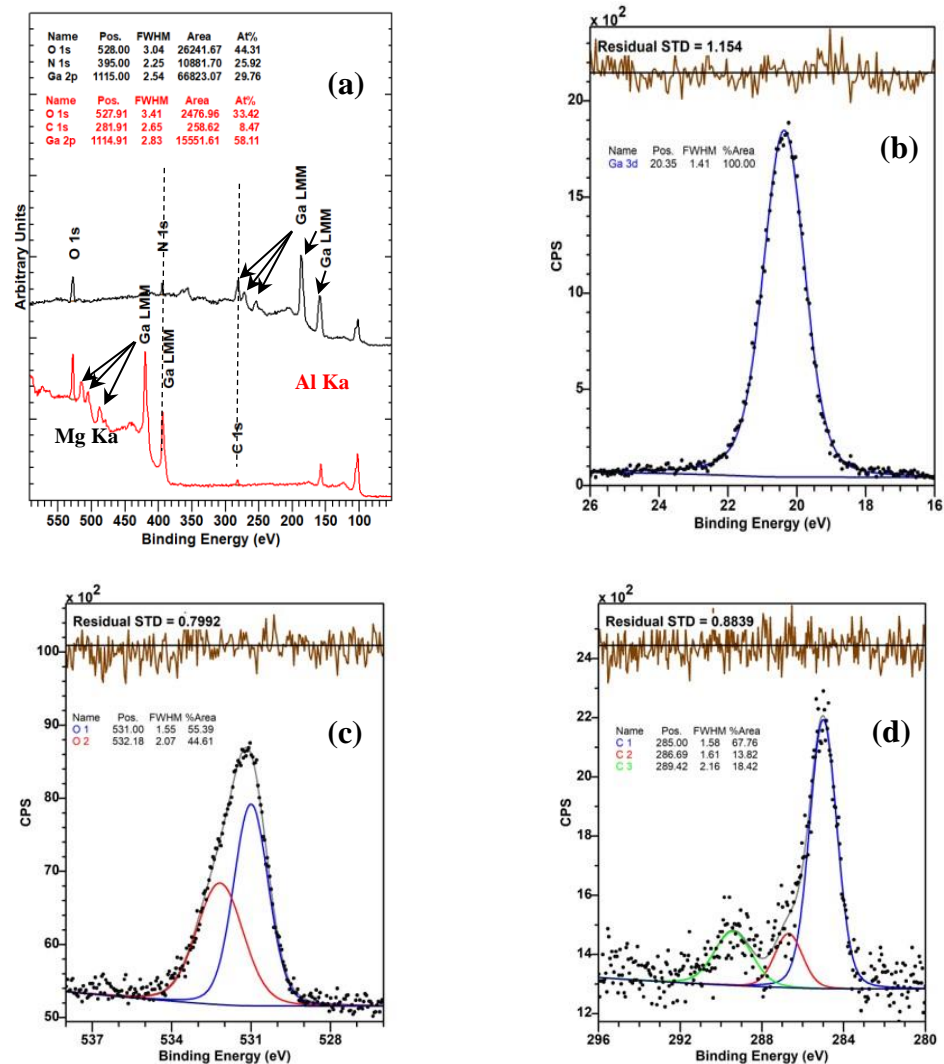 (a)
Name Pos. FWHM Area At%
O 1s 528.00 3.04 26241.67 44.31
N 1s 395.00 2.25 10881.70 25.92
Ga 2p 1115.00 2.54 66823.07 29.76
Name Pos. FWHM Area At%
O 1s 527.91 3.41 2476.96 33.42
C 1s 281.91 2.65 258.62 8.47
Ga 2p 1114.91 2.83 15551.61 58.11
Arbitrary Units
O 1s
N 1s
Ga LMM
Ga LMM
Ga LMM
Ga LMM
C 1s
Al Ka
Mg Ka
550 500 450 400 350 300 250 200 150 100
Binding Energy (eV)
x 10²
Residual STD = 1.154
(b)
Name Pos. FWHM %Area
Ga 3d 20.35 1.41 100.00
CPS
20
15
10
5
0
26 24 22 20 18 16
Binding Energy (eV)
x 10²
Residual STD = 0.7992
(c)
Name Pos. FWHM %Area
O 1 531.00 1.55 55.39
O 2 532.18 2.07 44.61
CPS
100
90
80
70
60
50
537 534 531 528
Binding Energy (eV)
x 10²
Residual STD = 0.8839
(d)
Name Pos. FWHM %Area
C 1 285.00 1.58 67.76
C 2 286.69 1.61 13.82
C 3 289.42 2.16 18.42
CPS
24
22
20
18
16
14
12
296 292 288 284 280
Binding Energy (eV)